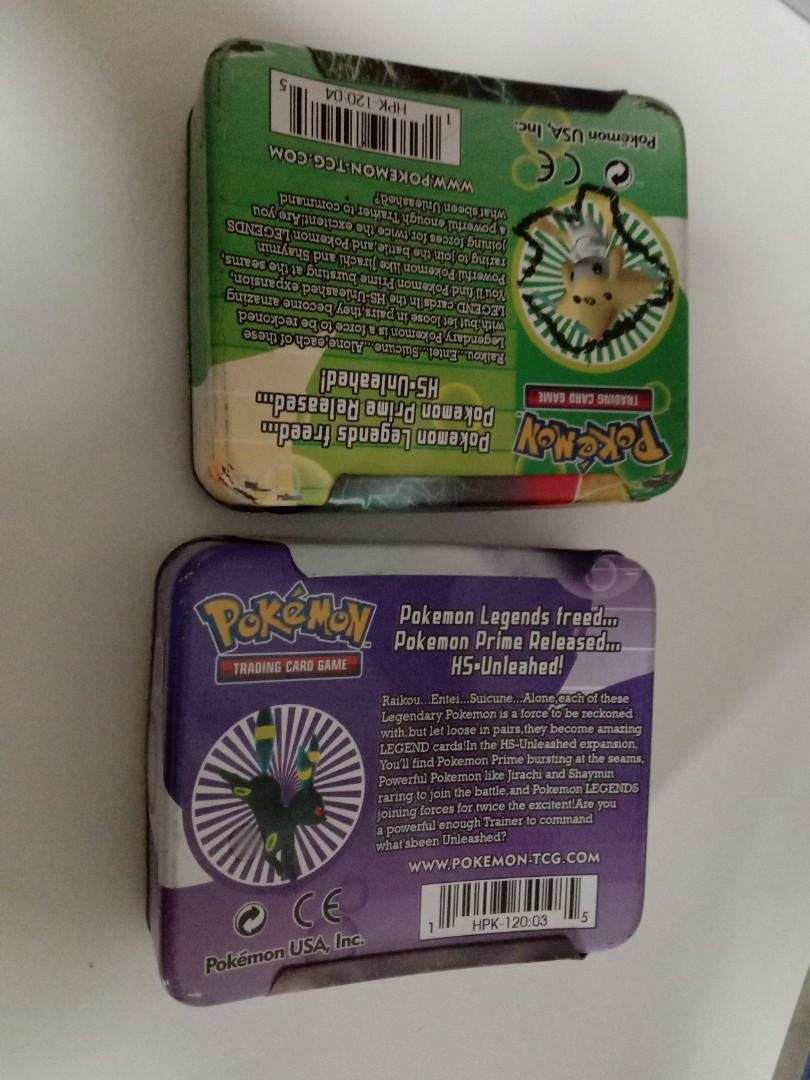 POKéMON
TRADING CARD GAME
Pokemon Legends freed...
Pokemon Prime Released...
HS-Unleahed!
Raikou...Entei...Suicune...Alone,each of these
Legendary Pokemon is a force to be reckoned
with,but let loose in pairs,they become amazing
LEGEND cards!In the HS-Unleashed expansion,
You'll find Pokemon Prime bursting at the seams,
Powerful Pokemon like Jirachi and Shaymin
raring to join the battle,and Pokemon LEGENDS
joining forces for twice the excitent!Are you
a powerful enough Trainer to command
what'sbeen Unleashed?
WWW.POKEMON-TCG.COM
CE
Pokémon USA, Inc.
1 HPK-120:04 5
POKéMON
TRADING CARD GAME
Pokemon Legends freed...
Pokemon Prime Released...
HS-Unleahed!
Raikou...Entei...Suicune...Alone,each of these
Legendary Pokemon is a force to be reckoned
with,but let loose in pairs,they become amazing
LEGEND cards!In the HS-Unleashed expansion,
You'll find Pokemon Prime bursting at the seams,
Powerful Pokemon like Jirachi and Shaymin
raring to join the battle,and Pokemon LEGENDS
joining forces for twice the excitent!Are you
a powerful enough Trainer to command
what'sbeen Unleashed?
WWW.POKEMON-TCG.COM
CE
Pokémon USA, Inc.
1 HPK-120:03 5